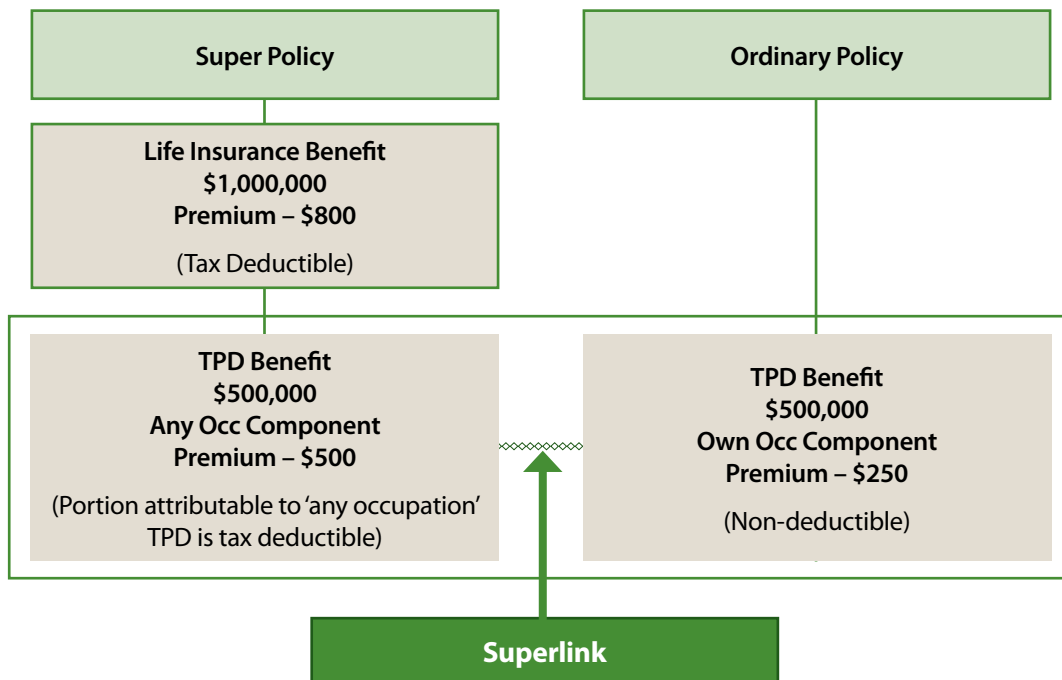 Super Policy
Ordinary Policy
Life Insurance Benefit
$1,000,000
Premium – $800
(Tax Deductible)
TPD Benefit
$500,000
Any Occ Component
Premium – $500
(Portion attributable to ‘any occupation’
TPD is tax deductible)
TPD Benefit
$500,000
Own Occ Component
Premium – $250
(Non-deductible)
Superlink